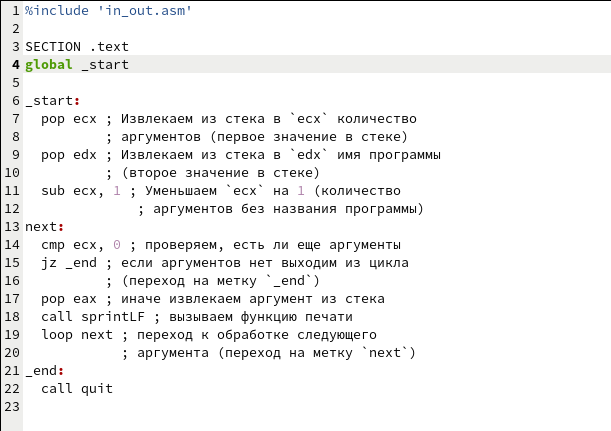 1 %include 'in_out.asm'
2
3 SECTION .text
4 global _start
5
6 _start:
7   pop ecx ; Извлекаем из стека в `ecx` количество
8           ; аргументов (первое значение в стеке)
9   pop edx ; Извлекаем из стека в `edx` имя программы
10           ; (второе значение в стеке)
11   sub ecx, 1 ; Уменьшаем `ecx` на 1 (количество
12               ; аргументов без названия программы)
13 next:
14   cmp ecx, 0 ; проверяем, есть ли еще аргументы
15   jz _end ; если аргументов нет выходим из цикла
16           ; (переход на метку `_end`)
17   pop eax ; иначе извлекаем аргумент из стека
18   call sprintLF ; вызываем функцию печати
19   loop next ; переход к обработке следующего
20             ; аргумента (переход на метку `next`)
21 _end:
22   call quit
23